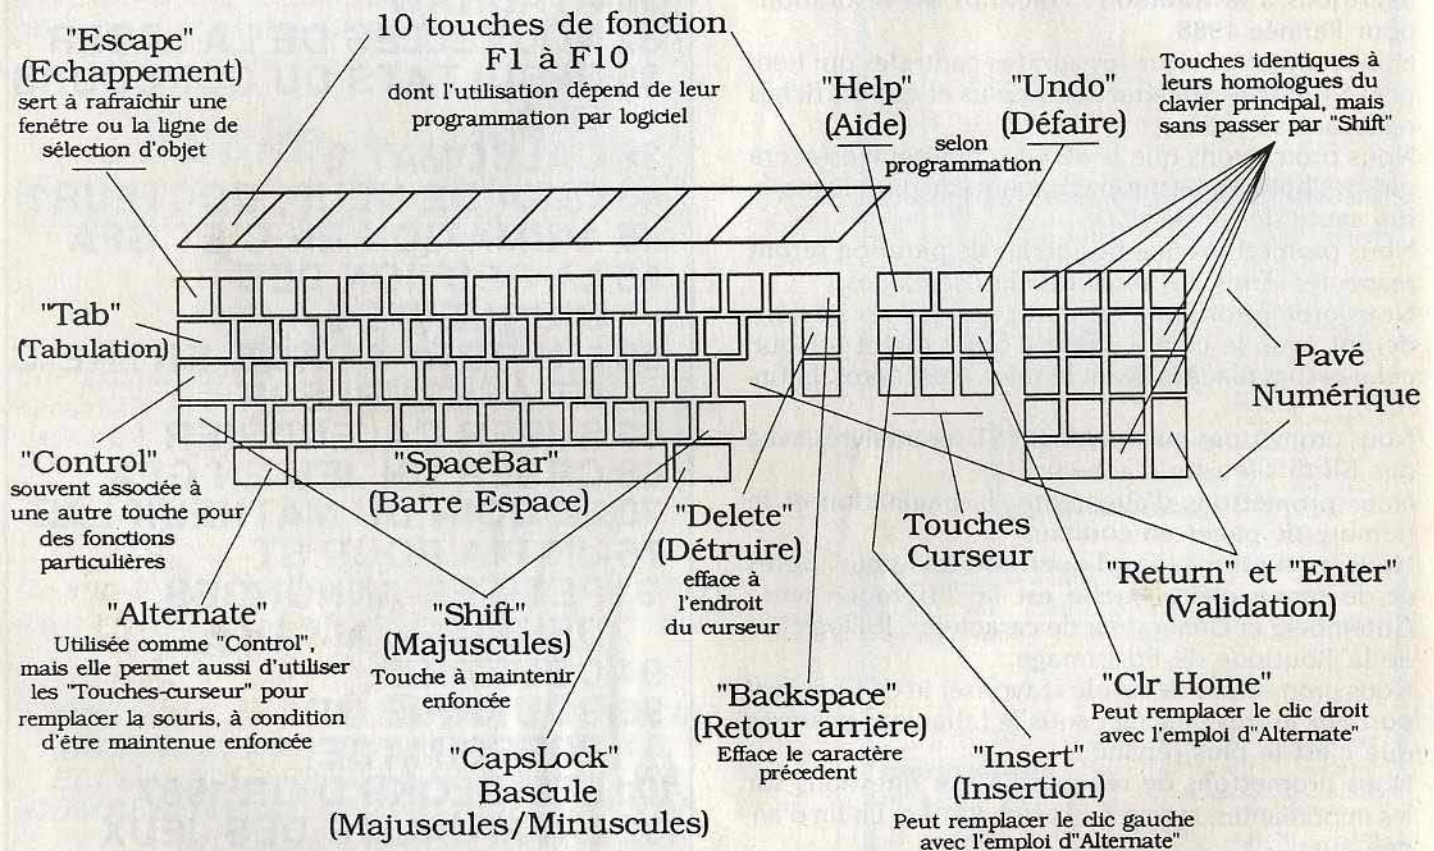 "Escape"
(Echappement)
sert à rafraîchir une
fenêtre ou la ligne de
sélection d'objet
10 touches de fonction
F1 à F10
dont l'utilisation dépend de leur
programmation par logiciel
"Help"
(Aide)
selon
programmation
"Undo"
(Défaire)
Touches identiques à
leurs homologues du
clavier principal, mais
sans passer par "Shift"
"Tab"
(Tabulation)
Pavé
Numérique
"Control"
souvent associée à
une autre touche pour
des fonctions
particulières
"SpaceBar"
(Barre Espace)
"Delete"
(Détruire)
efface à
l'endroit
du curseur
Touches
Curseur
"Return" et "Enter"
(Validation)
"Alternate"
Utilisée comme "Control",
mais elle permet aussi d'utiliser
les "Touches-curseur" pour
remplacer la souris, à condition
d'être maintenue enfoncée
"Shift"
(Majuscules)
Touche à maintenir
enfoncée
"CapsLock"
Bascule
(Majuscules/Minuscules)
"Backspace"
(Retour arrière)
Efface le caractère
précedent
"Clr Home"
Peut remplacer le clic droit
avec l'emploi d"Alternate"
"Insert"
(Insertion)
Peut remplacer le clic gauche
avec l'emploi d"Alternate"